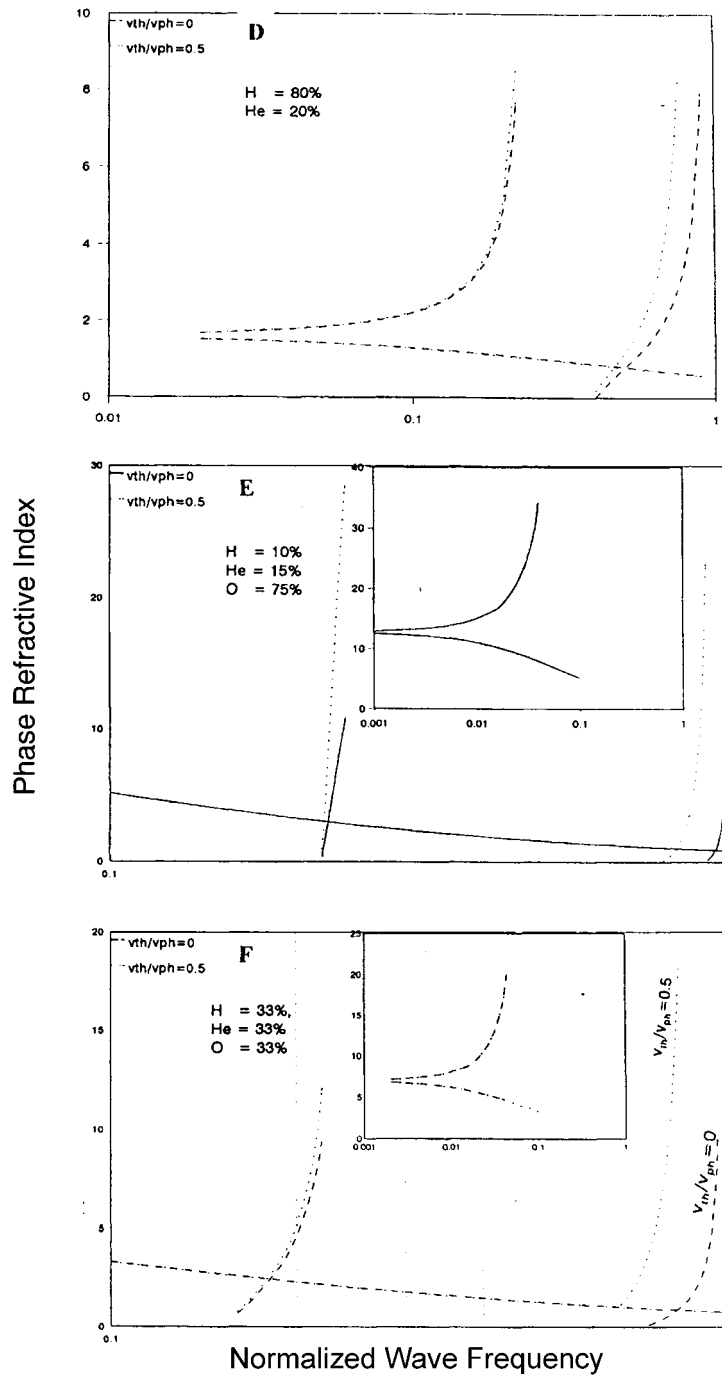 Phase Refractive Index
10
vth/vph=0
vth/vph=0.5
D
H = 80%
He = 20%
8
6
4
2
0
0.01
0.1
1
30
vth/vph=0
vth/vph=0.5
E
H = 10%
He = 15%
O = 75%
20
10
0
0.1
40
30
20
10
0
0.001
0.01
0.1
1
20
vth/vph=0
vth/vph=0.5
F
H = 33%,
He = 33%
O = 33%
15
10
5
0
0.1
25
20
15
10
5
0
0.001
0.01
0.1
1
vth/vph=0.5
vth/vph=0
Normalized Wave Frequency